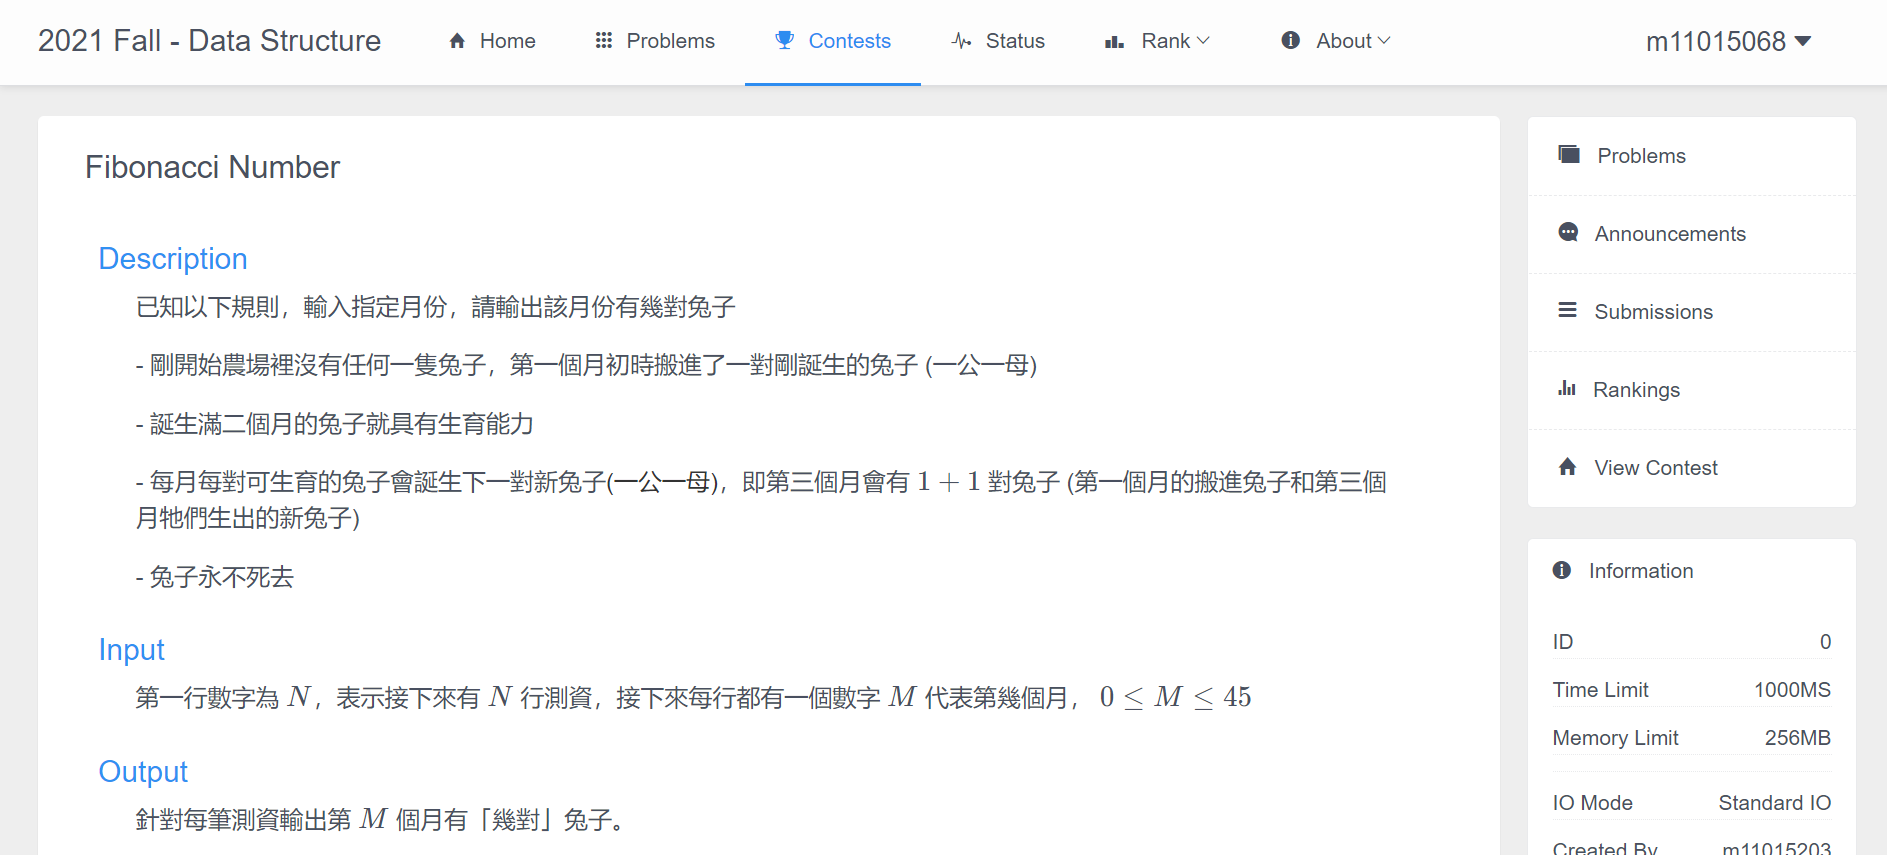 2021 Fall - Data Structure
Home
Problems
Contests
Status
Rank
About
m11015068
Fibonacci Number
Description
已知以下規則，輸入指定月份，請輸出該月份有幾對兔子
- 剛開始農場裡沒有任何一隻兔子，第一個月初時搬進了一對剛誕生的兔子 (一公一母)
- 誕生滿二個月的兔子就具有生育能力
- 每月每對可生育的兔子會誕生下一對新兔子(一公一母)，即第三個月會有 1 + 1 對兔子 (第一個月的搬進兔子和第三個
月牠們生出的新兔子)
- 兔子永不死去
Input
第一行數字為 N，表示接下來有 N 行測資，接下來每行都有一個數字 M 代表第幾個月， 0 ≤ M ≤ 45
Output
針對每筆測資輸出第 M 個月有「幾對」兔子。
Problems
Announcements
Submissions
Rankings
View Contest
Information
ID 0
Time Limit 1000MS
Memory Limit 256MB
IO Mode Standard IO
Created By m11015203